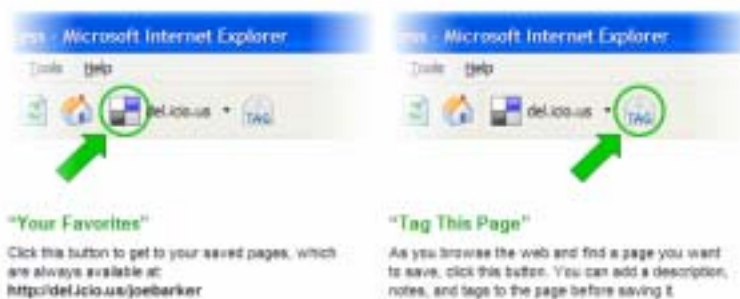 - Microsoft Internet Explorer
Tools Help
del.icio.us TAG
"Your Favorites"
Click this button to get to your saved pages, which
are always available at:
http://del.icio.us/joebarker
- Microsoft Internet Explorer
Tools Help
del.icio.us TAG
"Tag This Page"
As you browse the web and find a page you want
to save, click this button. You can add a description,
notes, and tags to the page before saving it